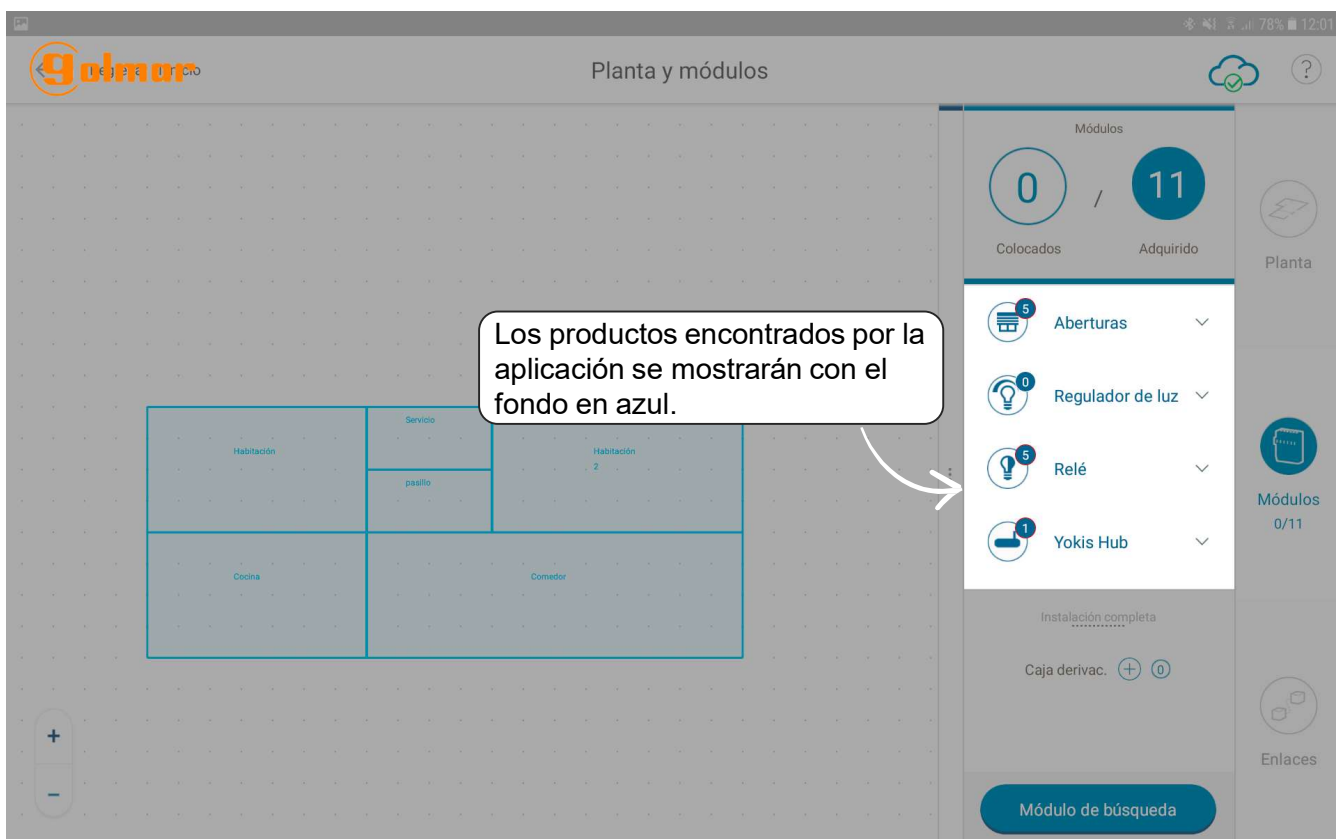 78% 12:01
golmar
Planta y módulos
?
Módulos
0 / 11
Colocados Adquirido
Planta
5 Aberturas
Los productos encontrados por la
aplicación se mostrarán con el
fondo en azul.
0 Regulador de luz
Servicio
Habitación
Habitación
2
5 Relé
pasillo
Módulos
0/11
1 Yokis Hub
Cocina
Comedor
Instalación completa
Caja derivac. + 0
+
Enlaces
−
Módulo de búsqueda